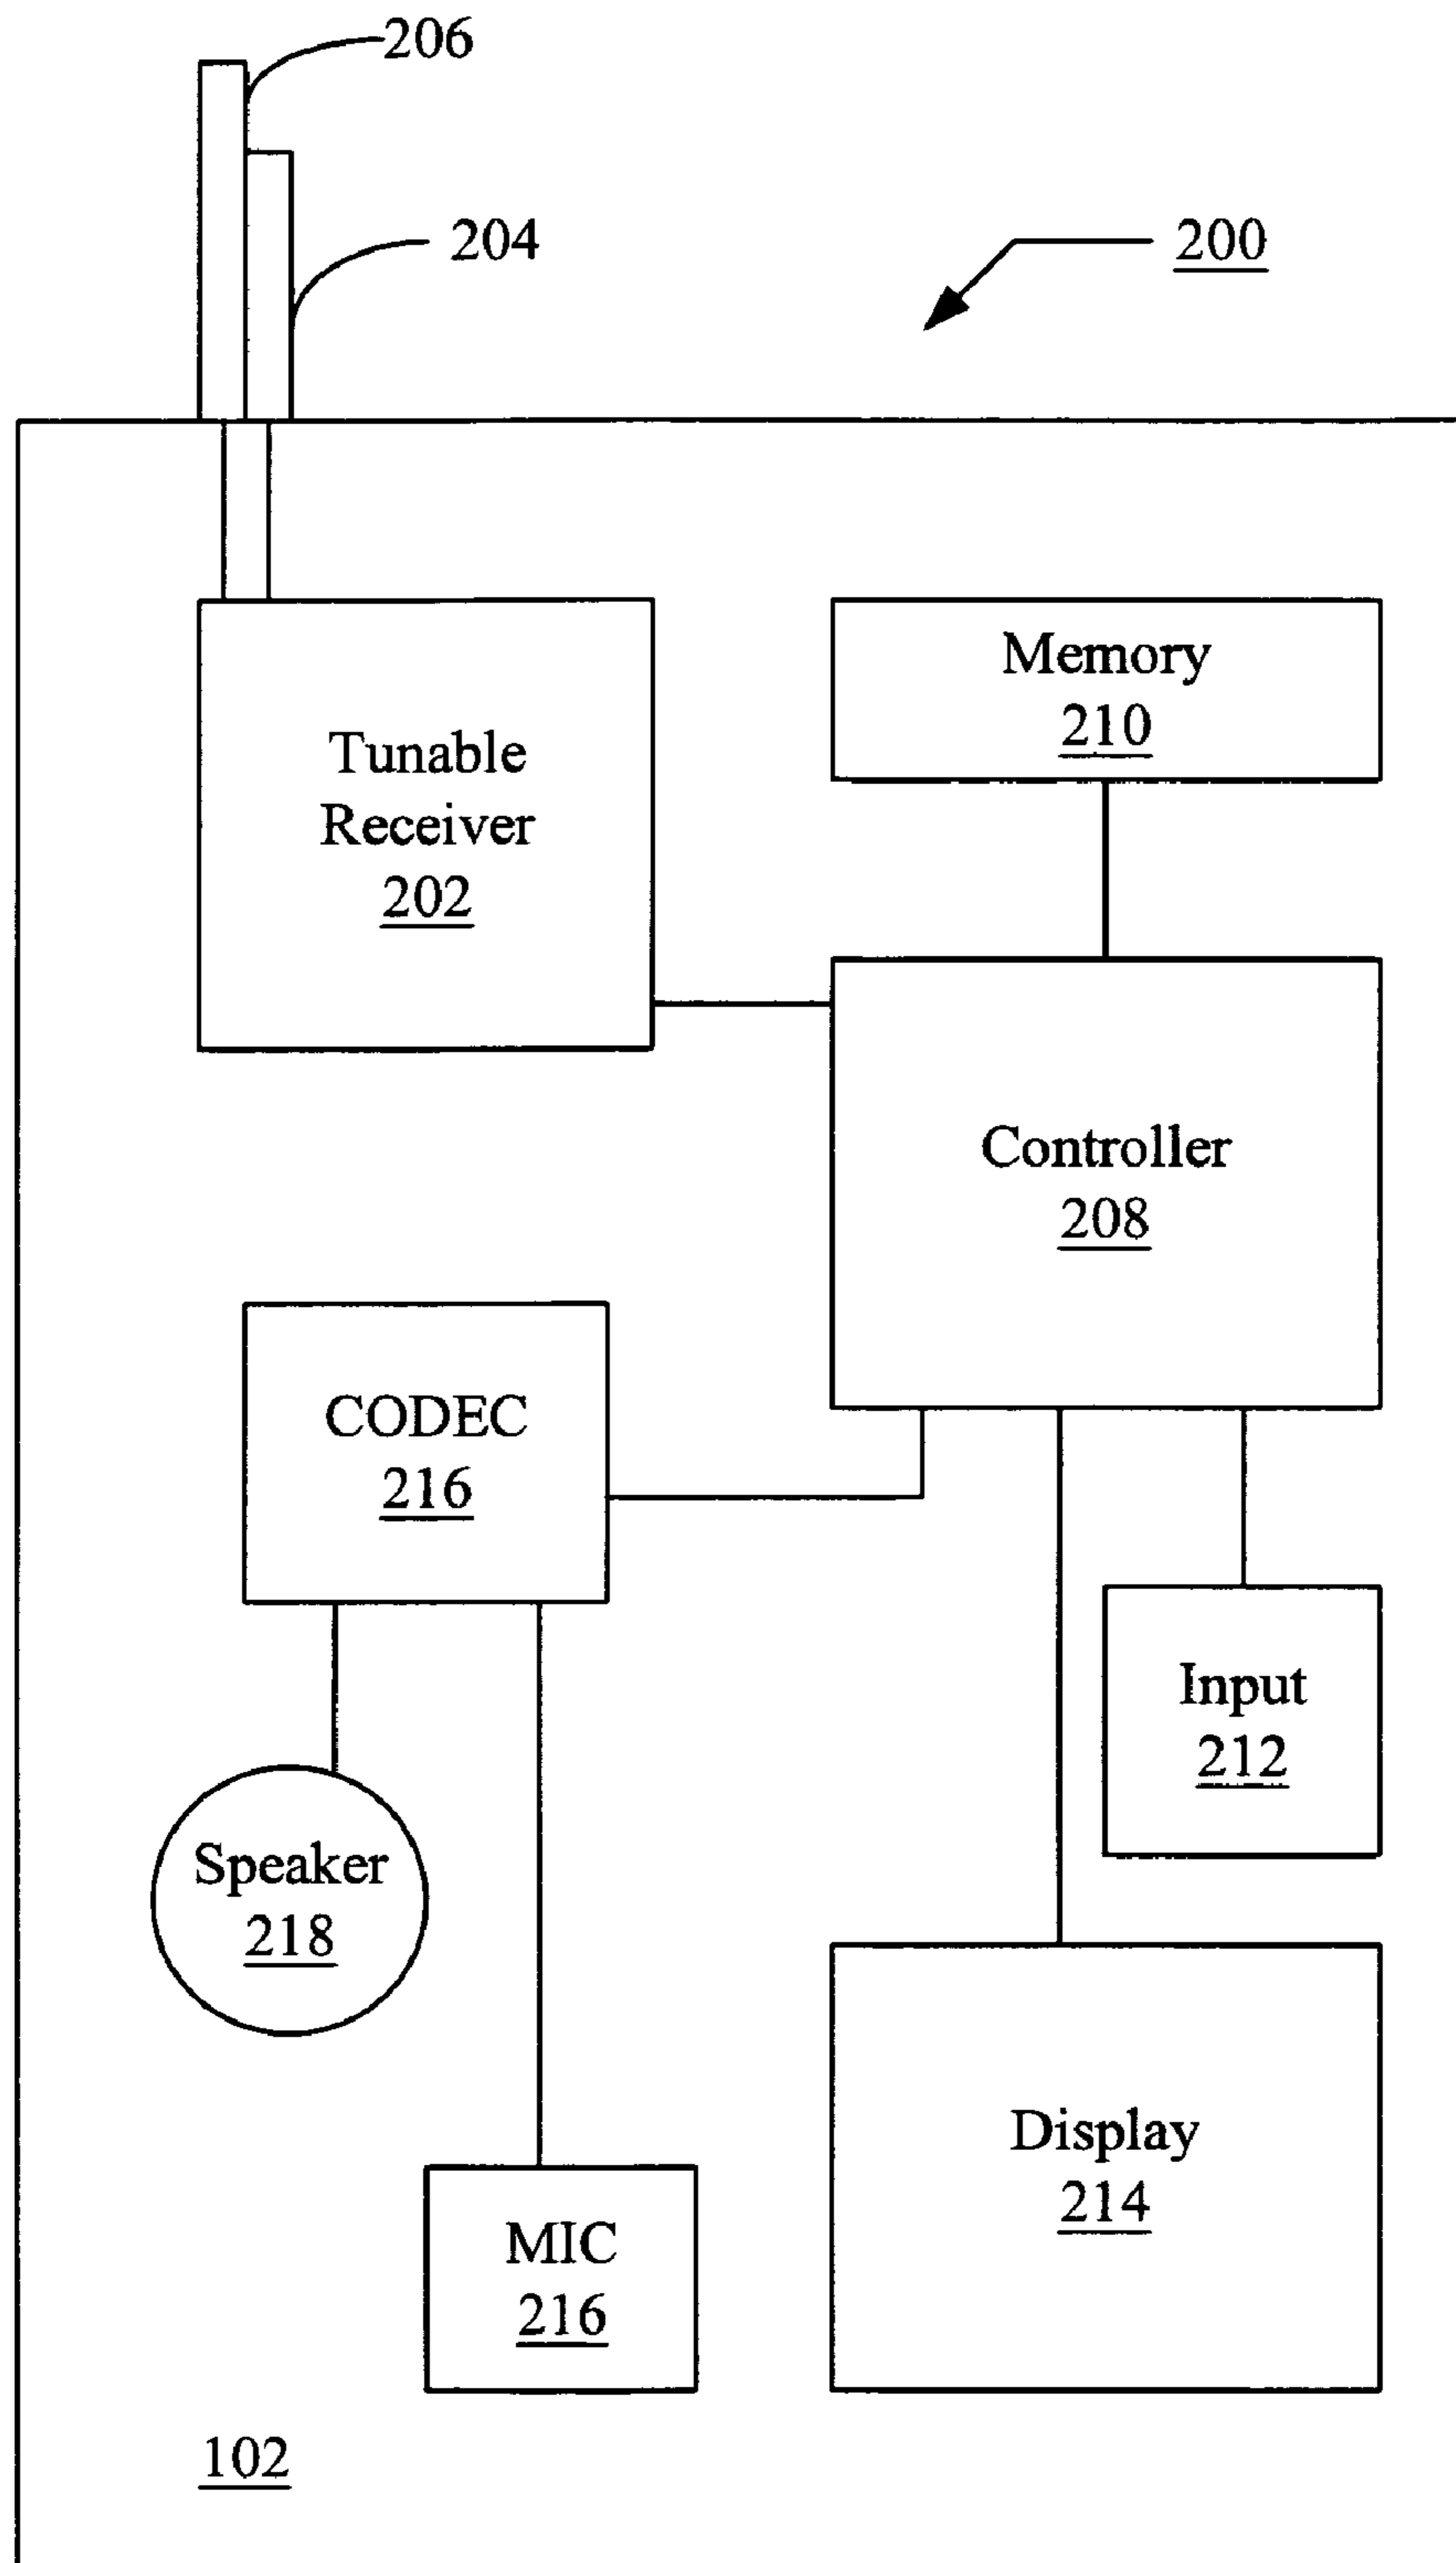 206
204
200
Tunable
Receiver
202
Memory
210
Controller
208
CODEC
216
Input
212
Speaker
218
Display
214
MIC
216
102